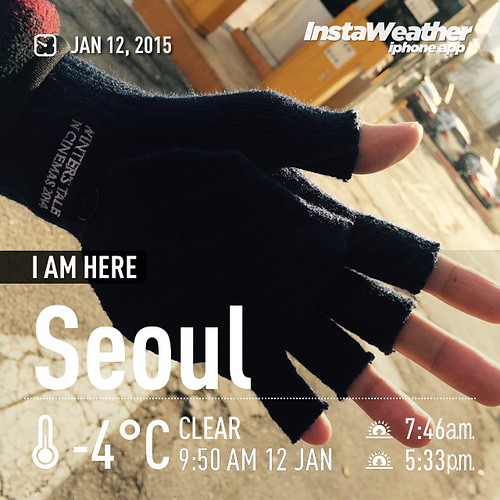 JAN 12, 2015
InstaWeather
iphone app
WINTER'S TALE
IN CINEMAS 2014
I AM HERE
Seoul
-4°C
CLEAR
9:50 AM 12 JAN
7:46a.m.
5:33p.m.